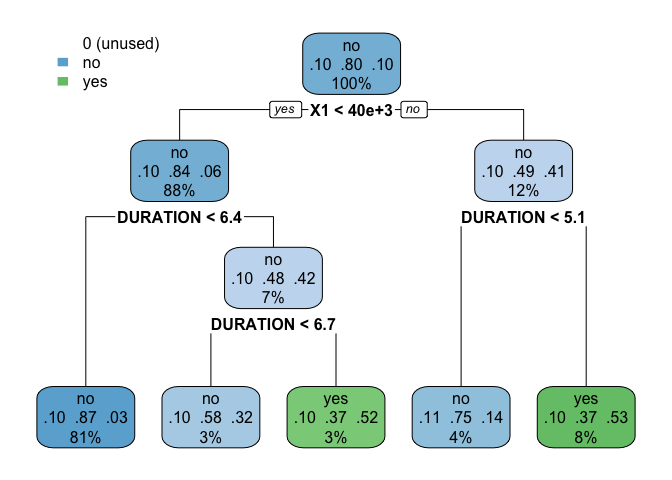 0 (unused)
no
yes
no
.10 .80 .10
100%
yes X1 < 40e+3 no
no
.10 .84 .06
88%
no
.10 .49 .41
12%
DURATION < 6.4
DURATION < 5.1
no
.10 .48 .42
7%
DURATION < 6.7
no
.10 .87 .03
81%
no
.10 .58 .32
3%
yes
.10 .37 .52
3%
no
.11 .75 .14
4%
yes
.10 .37 .53
8%